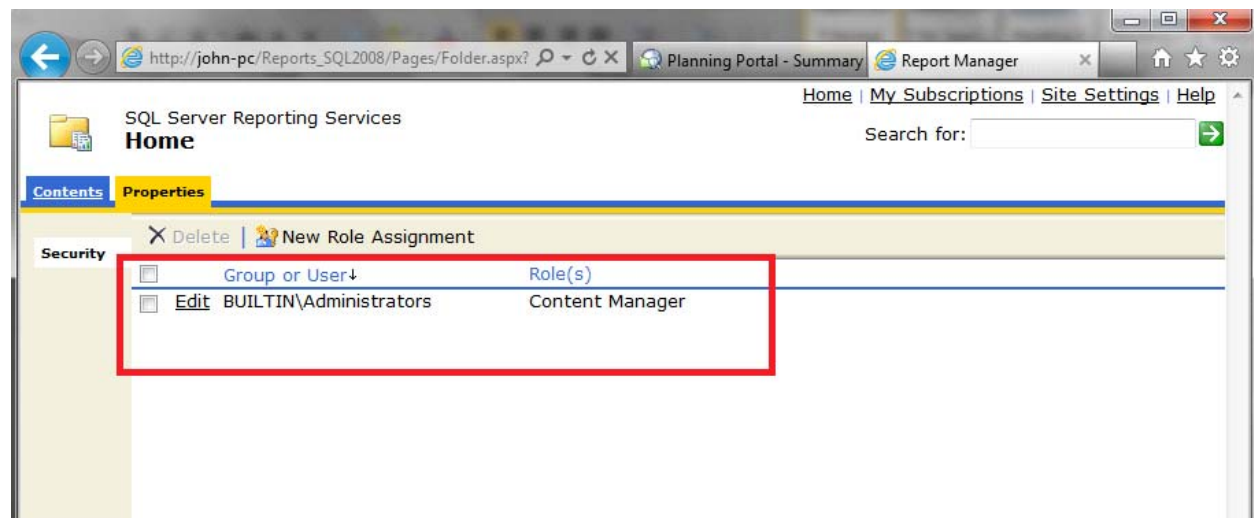 http://john-pc/Reports_SQL2008/Pages/Folder.aspx? Planning Portal - Summary Report Manager
Home | My Subscriptions | Site Settings | Help
SQL Server Reporting Services
Home
Search for:
Contents Properties
Delete | New Role Assignment
Security
Group or User↓ Role(s)
Edit BUILTIN\Administrators Content Manager